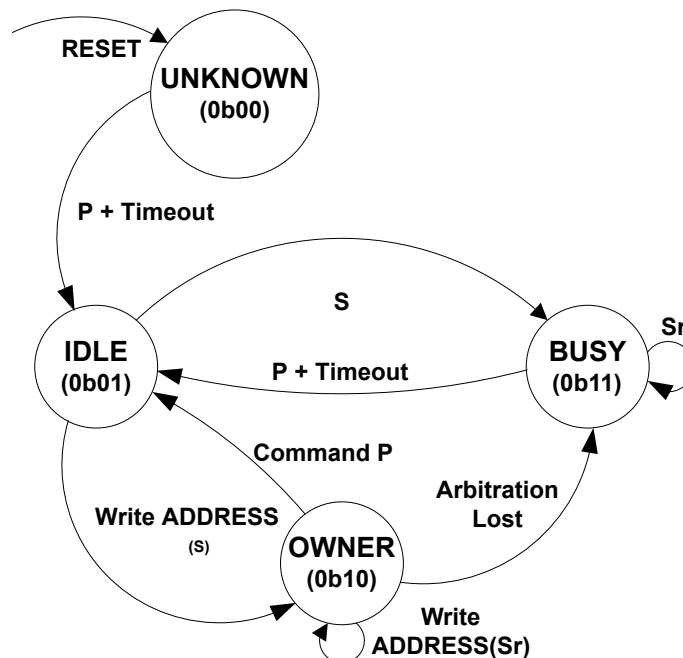 RESET
UNKNOWN
(0b00)
P + Timeout
S
IDLE
(0b01)
BUSY
(0b11)
Sr
P + Timeout
Command P
Arbitration
Lost
Write ADDRESS
(S)
OWNER
(0b10)
Write
ADDRESS(Sr)